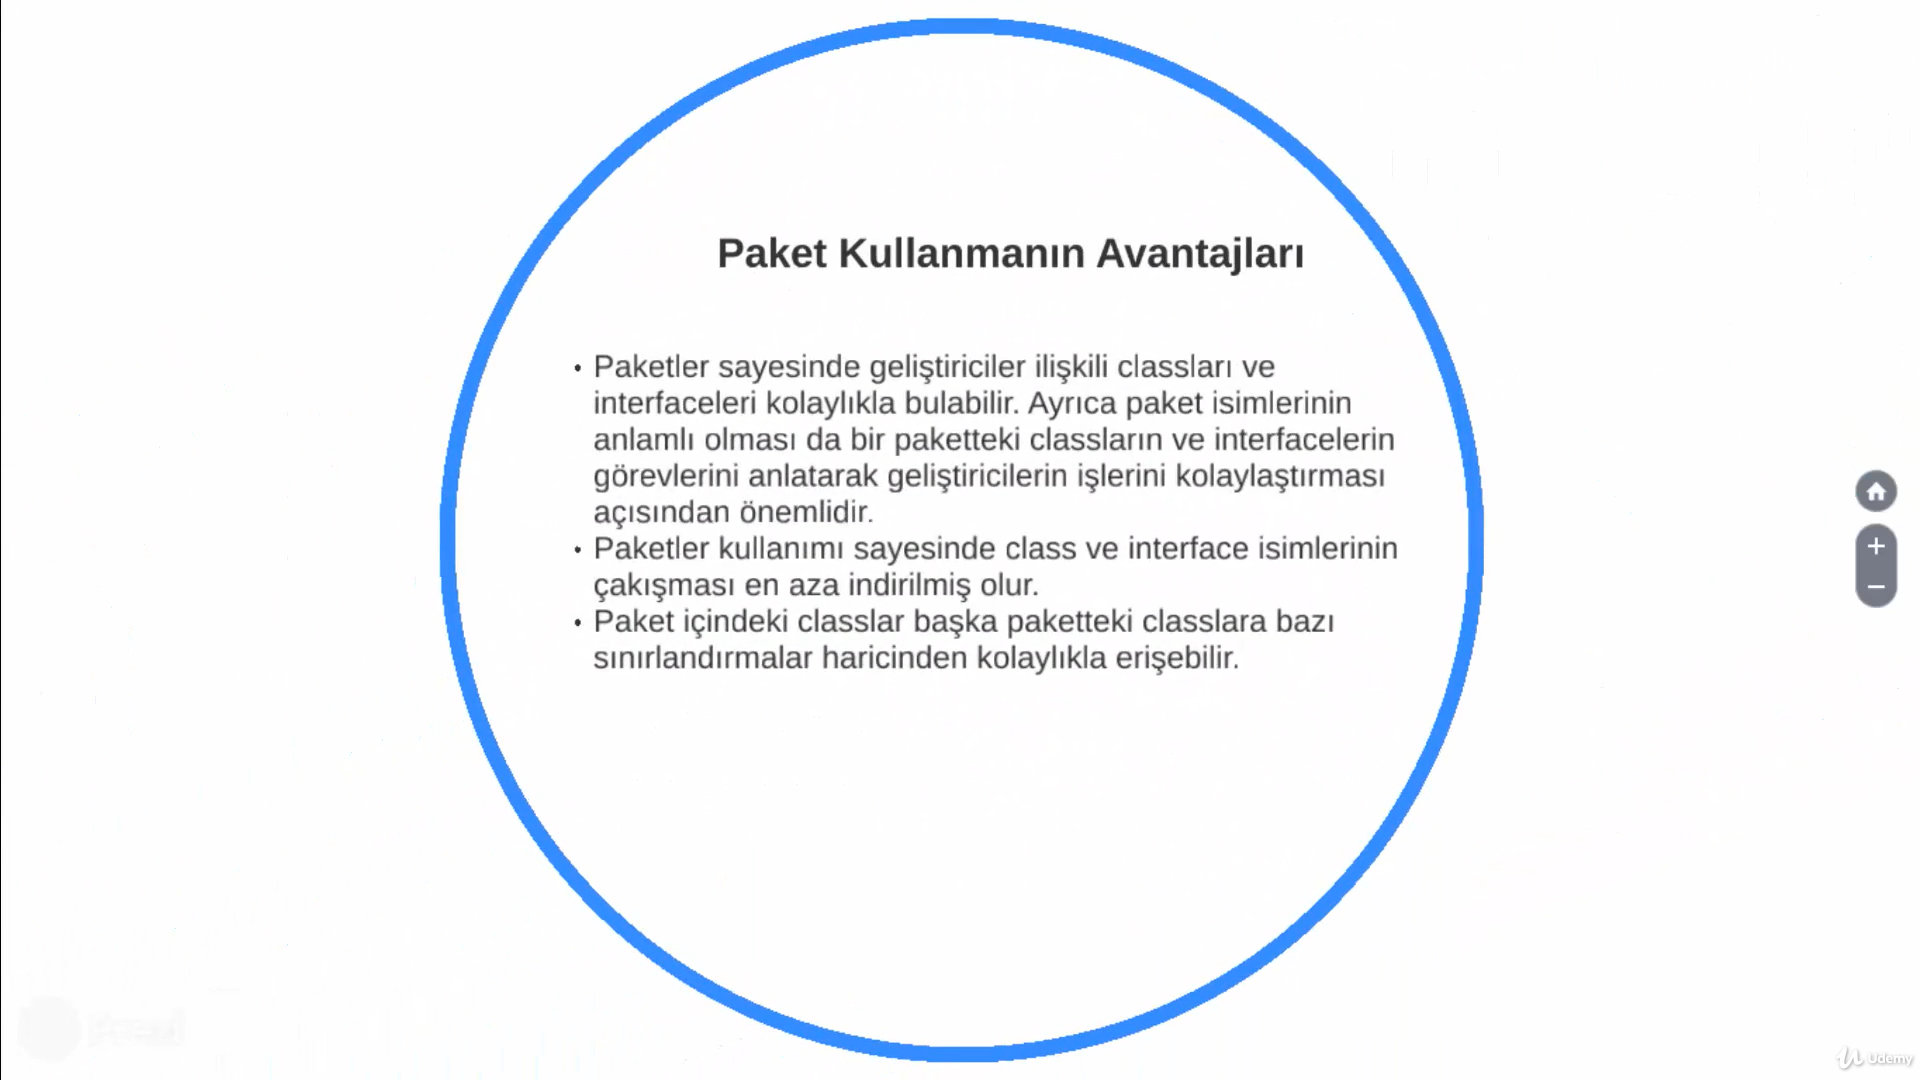 Paket Kullanmanın Avantajları
• Paketler sayesinde geliştiriciler ilişkili classları ve
interfaceleri kolaylıkla bulabilir. Ayrıca paket isimlerinin
anlamlı olması da bir paketteki classların ve interfacelerin
görevlerini anlatarak geliştiricilerin işlerini kolaylaştırması
açısından önemlidir.
• Paketler kullanımı sayesinde class ve interface isimlerinin
çakışması en aza indirilmiş olur.
• Paket içindeki classlar başka paketteki classlara bazı
sınırlandırmalar haricinden kolaylıkla erişebilir.
Udemy